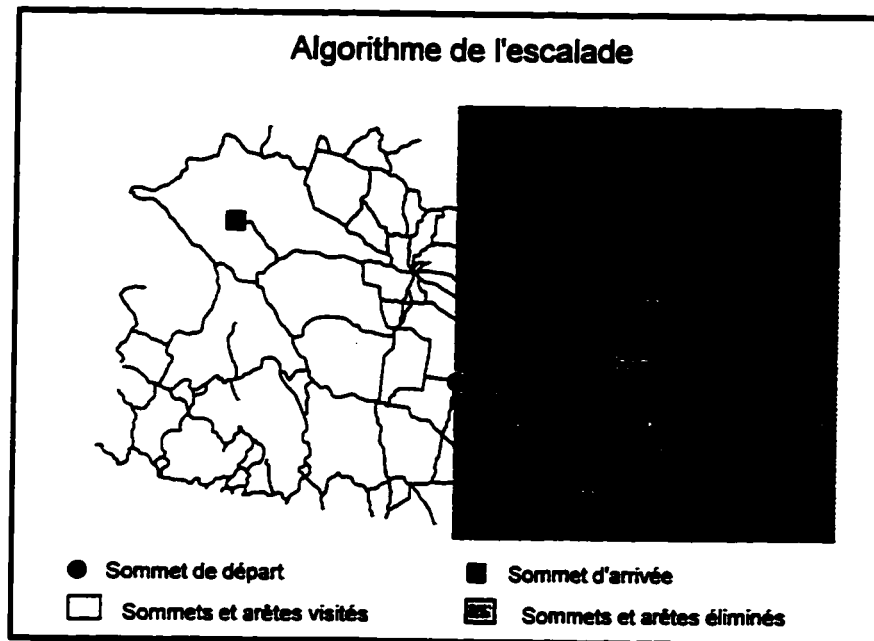 Algorithme de l'escalade
Sommet de départ
Sommet d'arrivée
Sommets et arêtes visités
Sommets et arêtes éliminés